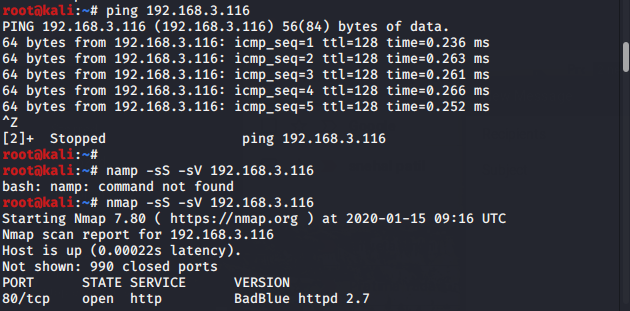 root@kali:~# ping 192.168.3.116
PING 192.168.3.116 (192.168.3.116) 56(84) bytes of data.
64 bytes from 192.168.3.116: icmp_seq=1 ttl=128 time=0.236 ms
64 bytes from 192.168.3.116: icmp_seq=2 ttl=128 time=0.263 ms
64 bytes from 192.168.3.116: icmp_seq=3 ttl=128 time=0.261 ms
64 bytes from 192.168.3.116: icmp_seq=4 ttl=128 time=0.266 ms
64 bytes from 192.168.3.116: icmp_seq=5 ttl=128 time=0.252 ms
^Z
[2]+  Stopped                 ping 192.168.3.116
root@kali:~#
root@kali:~# namp -sS -sV 192.168.3.116
bash: namp: command not found
root@kali:~# nmap -sS -sV 192.168.3.116
Starting Nmap 7.80 ( https://nmap.org ) at 2020-01-15 09:16 UTC
Nmap scan report for 192.168.3.116
Host is up (0.00022s latency).
Not shown: 990 closed ports
PORT      STATE SERVICE      VERSION
80/tcp    open  http         BadBlue httpd 2.7